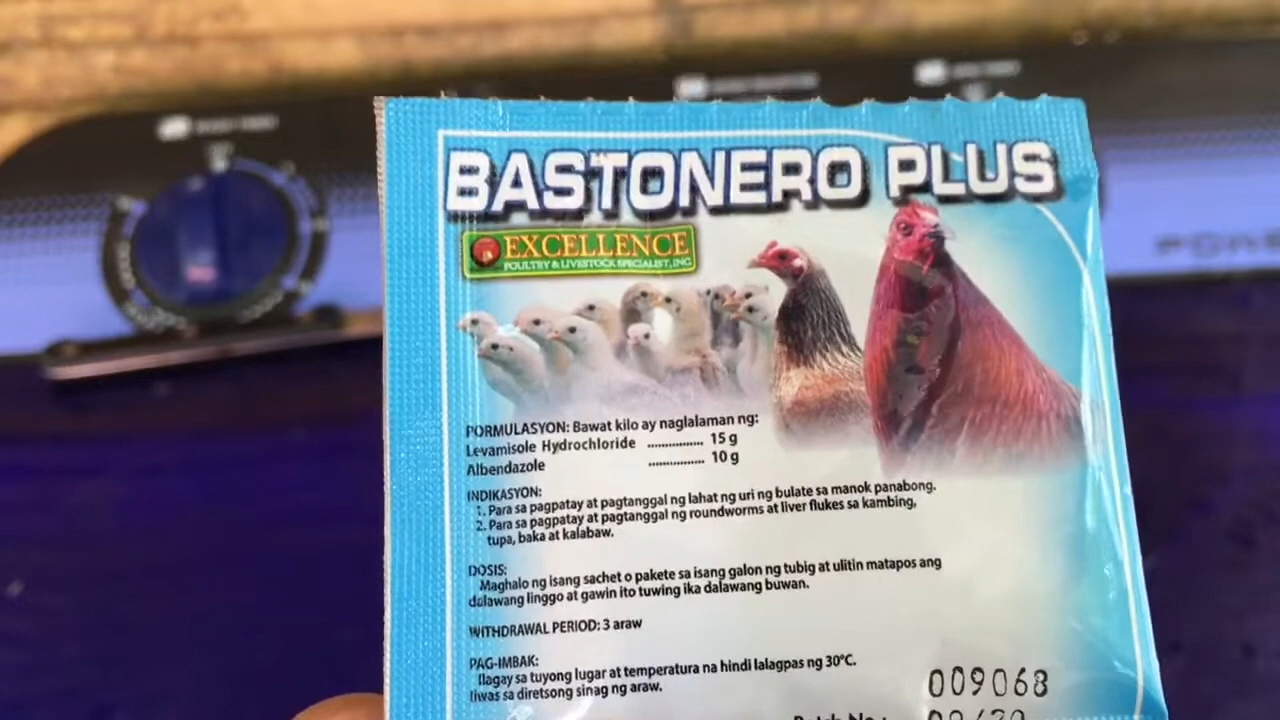 BASTONERO PLUS
EXCELLENCE
POULTRY & LIVESTOCK SPECIALIST, INC.
PORMULASYON: Bawat kilo ay naglalaman ng:
Levamisole Hydrochloride ................ 15 g
Albendazole ................ 10 g
INDIKASYON:
1. Para sa pagpatay at pagtanggal ng lahat ng uri ng bulate sa manok panabong.
2. Para sa pagpatay at pagtanggal ng roundworms at liver flukes sa kambing,
tupa, baka at kalabaw.
DOSIS:
Maghalo ng isang sachet o pakete sa isang galon ng tubig at ulitin matapos ang
dalawang linggo at gawin ito tuwing ika dalawang buwan.
WITHDRAWAL PERIOD: 3 araw
PAG-IMBAK:
Ilagay sa tuyong lugar at temperatura na hindi lalagpas ng 30°C.
Iiwas sa diretsong sinag ng araw.
009068
Batch No.: